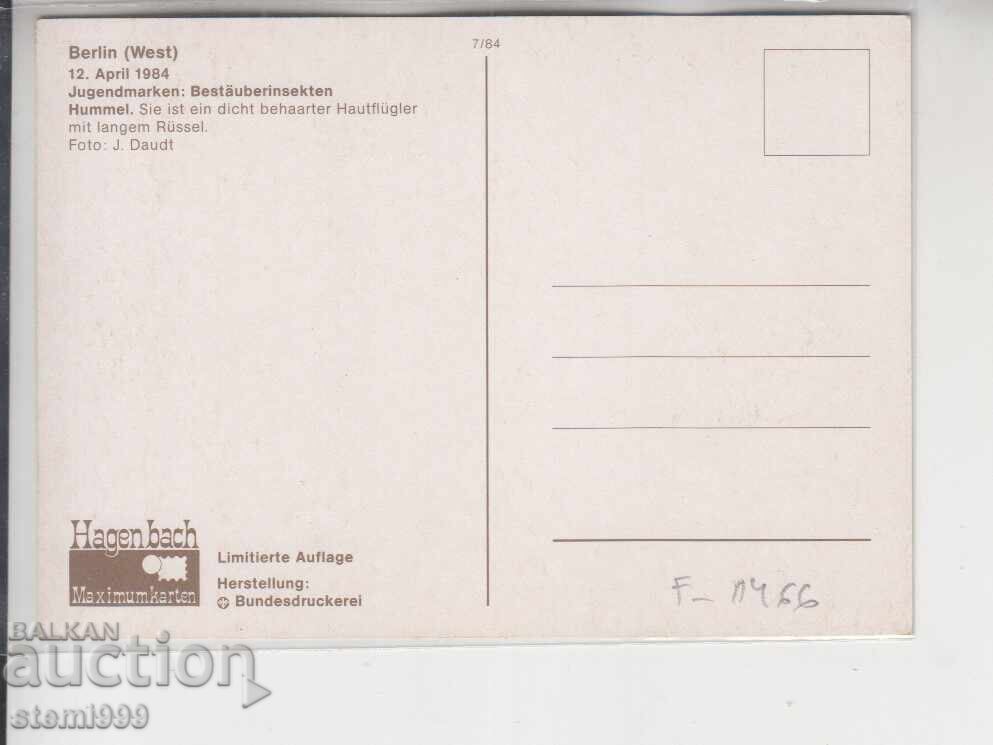 Berlin (West)
12. April 1984
Jugendmarken: Bestäuberinsekten
Hummel. Sie ist ein dicht behaarter Hautflügler
mit langem Rüssel.
Foto: J. Daudt
7/84
Hagenbach
Maximumkarten
Limitierte Auflage
Herstellung:
Bundesdruckerei
F- 1466
BALKAN
auction
stemi999